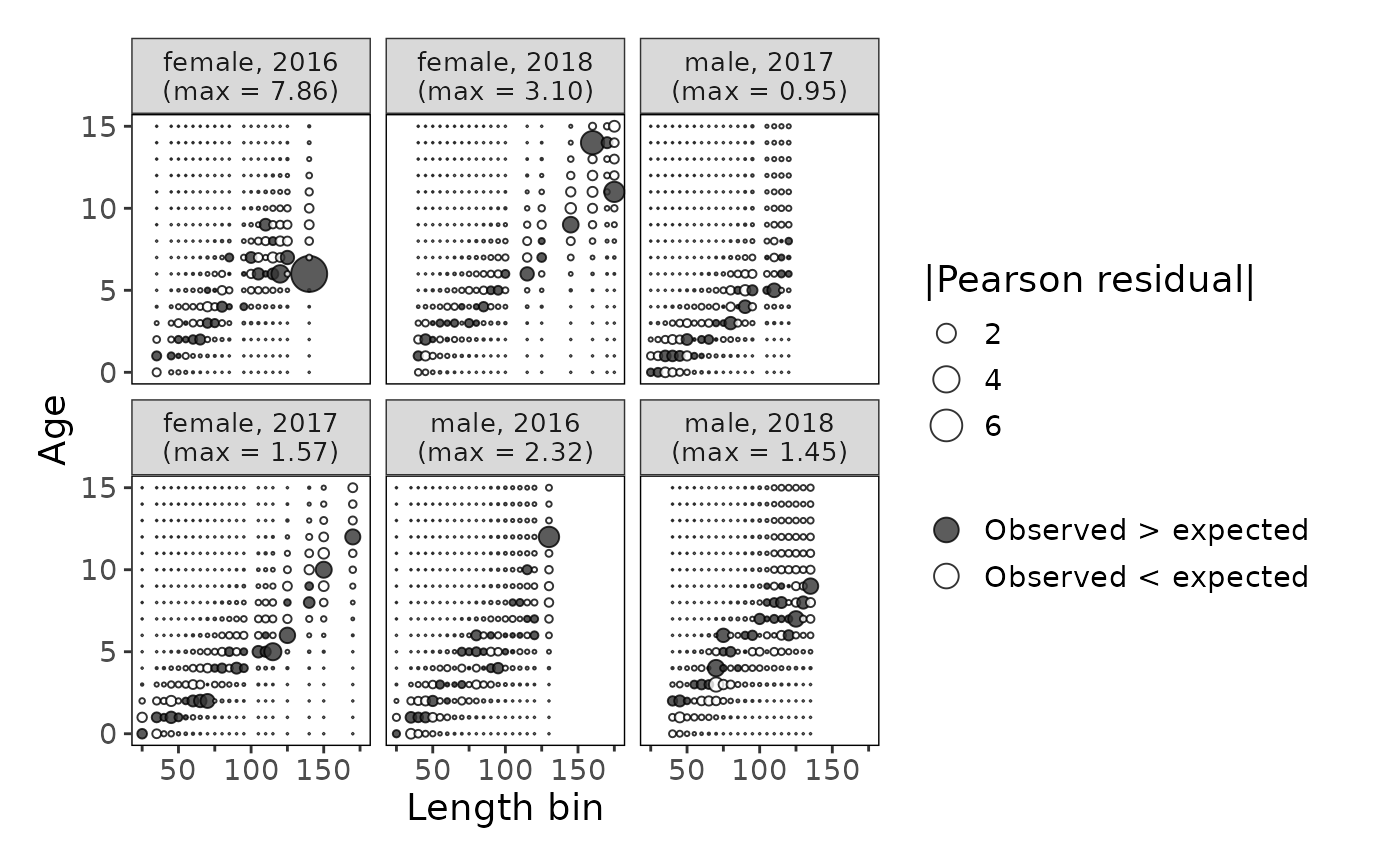 female, 2016
(max = 7.86)
female, 2018
(max = 3.10)
male, 2017
(max = 0.95)
15
10
5
0
female, 2017
(max = 1.57)
male, 2016
(max = 2.32)
male, 2018
(max = 1.45)
15
10
5
0
50 100 150
50 100 150
50 100 150
Length bin
Age
|Pearson residual|
2
4
6
Observed > expected
Observed < expected